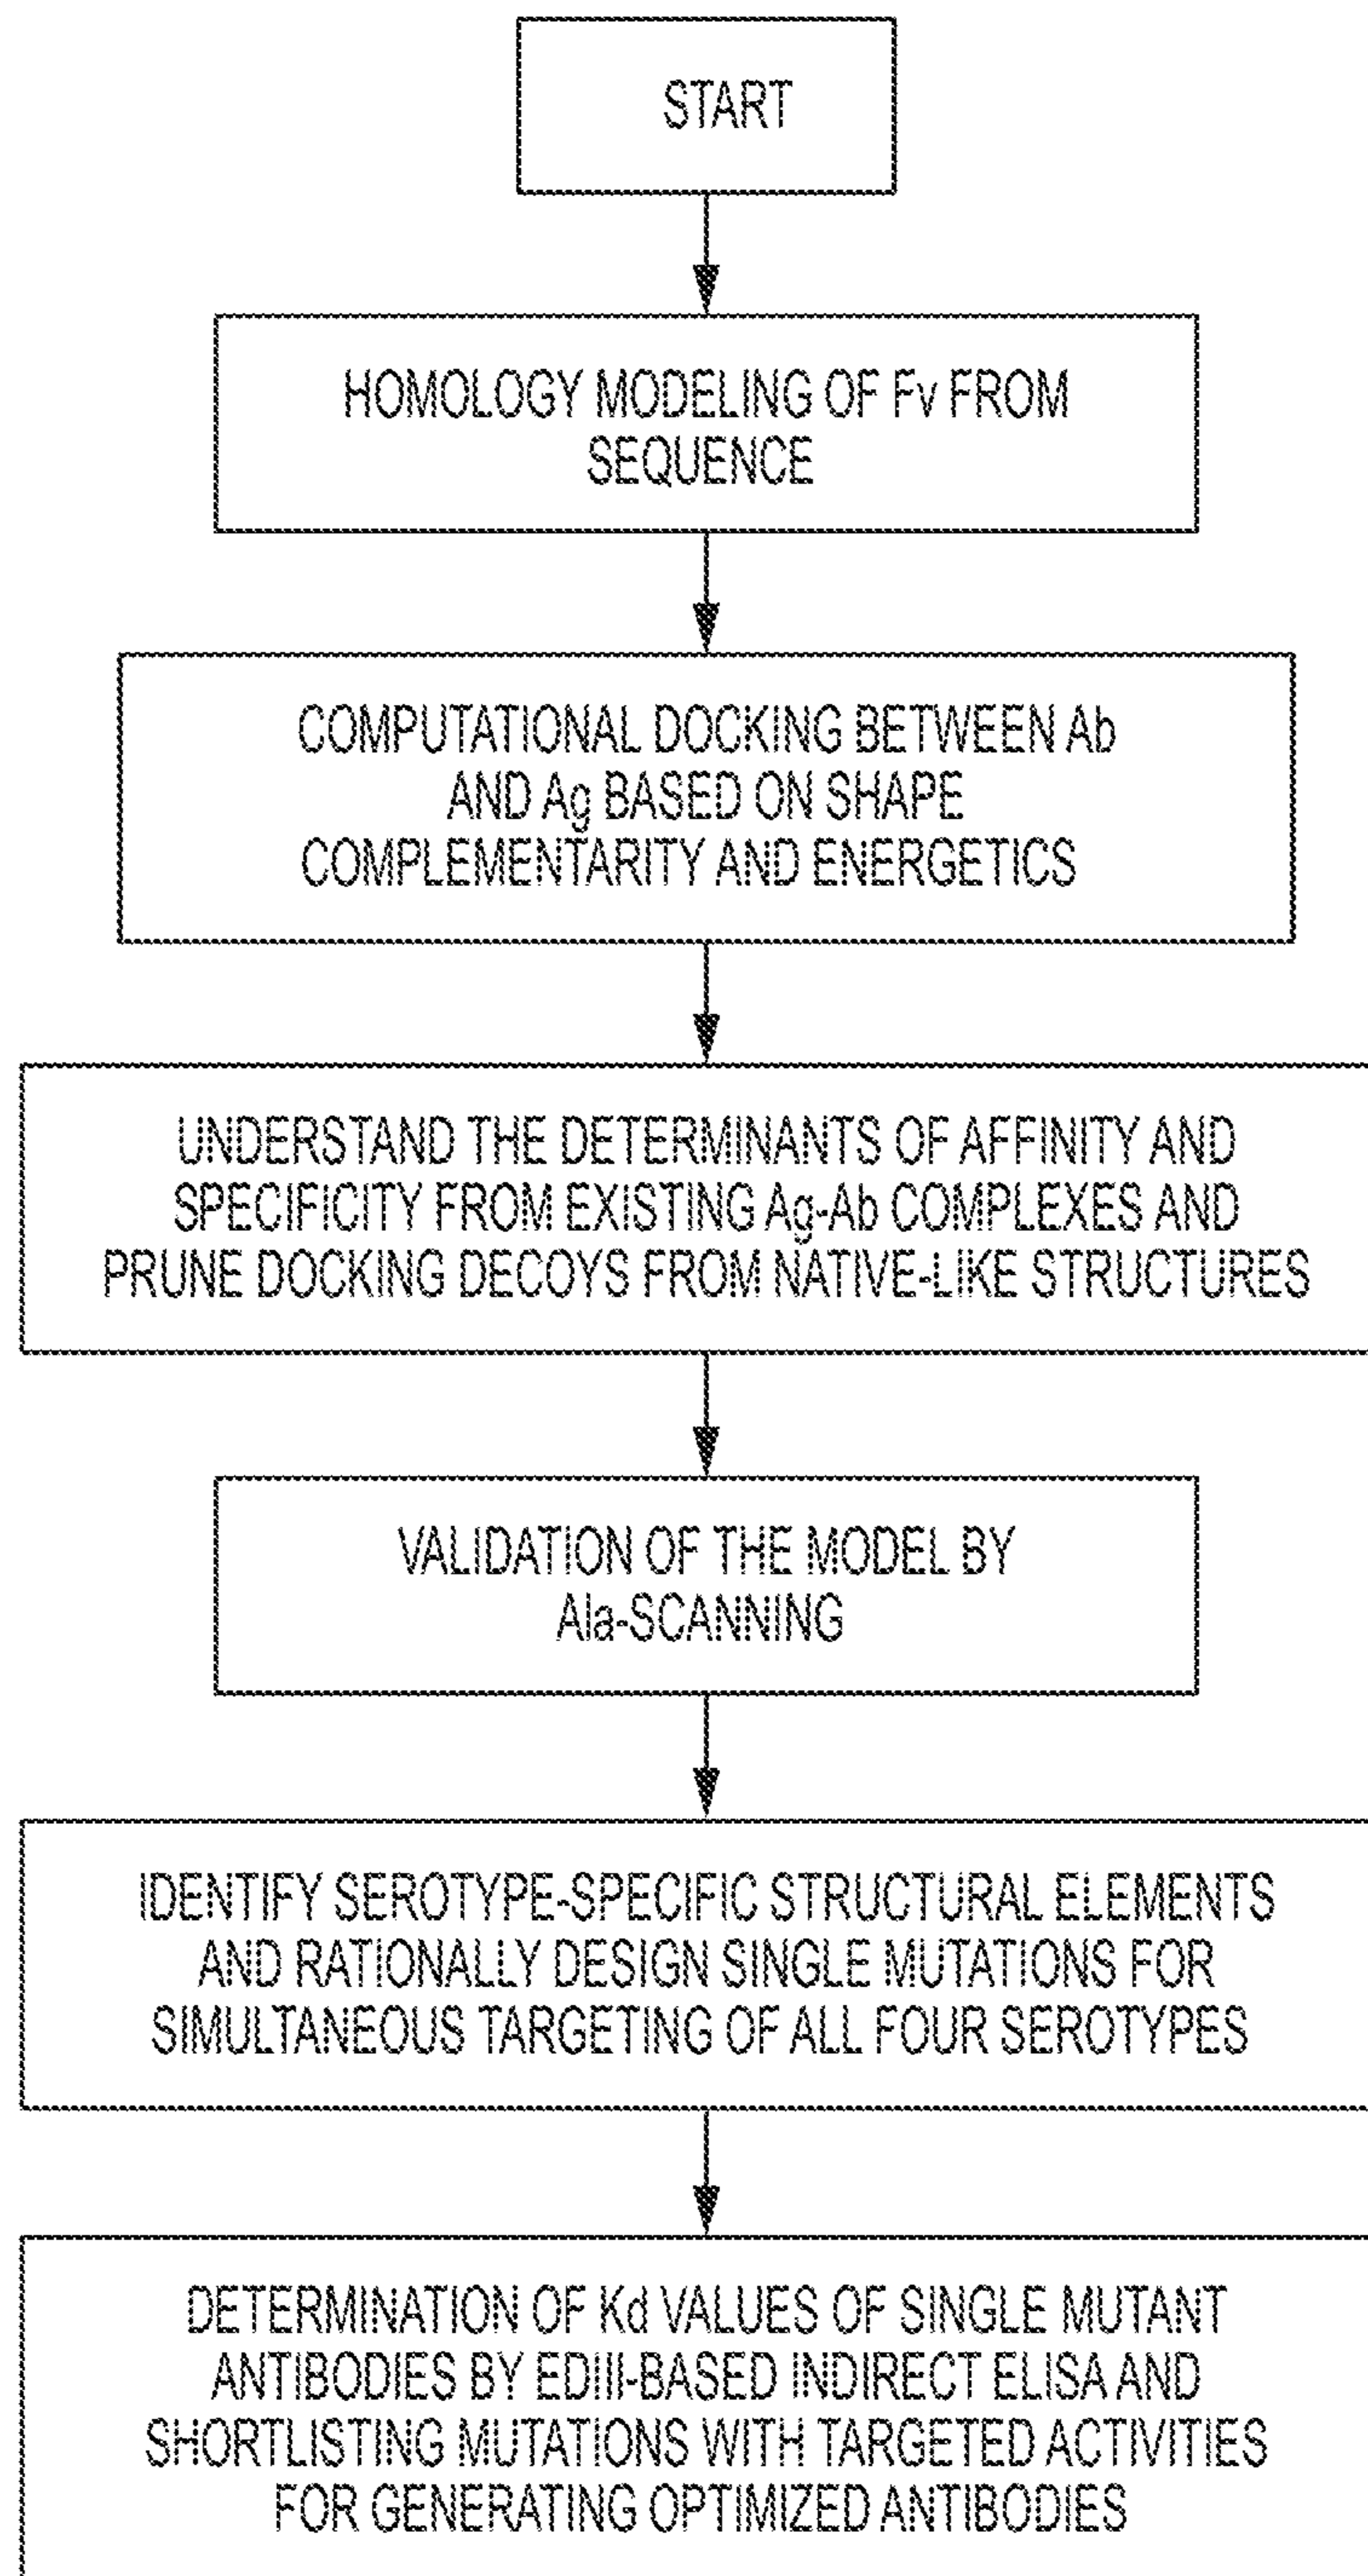 START
HOMOLOGY MODELING OF Fv FROM
SEQUENCE
COMPUTATIONAL DOCKING BETWEEN Ab
AND Ag BASED ON SHAPE
COMPLEMENTARITY AND ENERGETICS
UNDERSTAND THE DETERMINANTS OF AFFINITY AND
SPECIFICITY FROM EXISTING Ag-Ab COMPLEXES AND
PRUNE DOCKING DECOYS FROM NATIVE-LIKE STRUCTURES
VALIDATION OF THE MODEL BY
Ala-SCANNING
IDENTIFY SEROTYPE-SPECIFIC STRUCTURAL ELEMENTS
AND RATIONALLY DESIGN SINGLE MUTATIONS FOR
SIMULTANEOUS TARGETING OF ALL FOUR SEROTYPES
DETERMINATION OF Kd VALUES OF SINGLE MUTANT
ANTIBODIES BY EDIII-BASED INDIRECT ELISA AND
SHORTLISTING MUTATIONS WITH TARGETED ACTIVITIES
FOR GENERATING OPTIMIZED ANTIBODIES